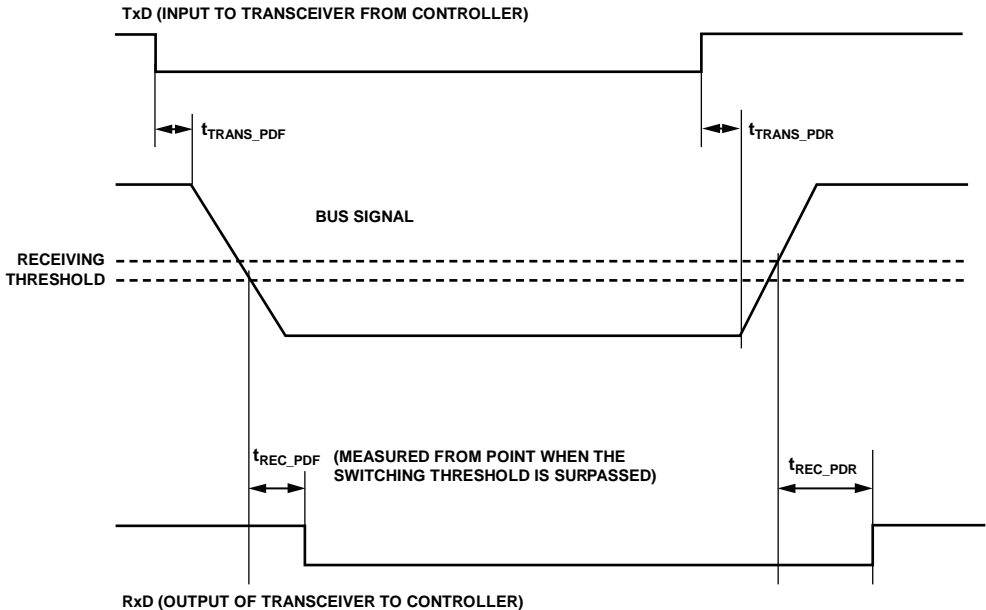 TxD (INPUT TO TRANSCEIVER FROM CONTROLLER)
tTRANS_PDF
tTRANS_PDR
BUS SIGNAL
RECEIVING
THRESHOLD
tREC_PDF (MEASURED FROM POINT WHEN THE
SWITCHING THRESHOLD IS SURPASSED)
tREC_PDR
RxD (OUTPUT OF TRANSCEIVER TO CONTROLLER)